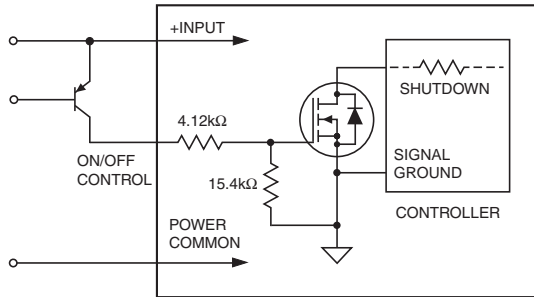 +INPUT
SHUTDOWN
4.12kΩ
ON/OFF
CONTROL
15.4kΩ
SIGNAL
GROUND
CONTROLLER
POWER
COMMON